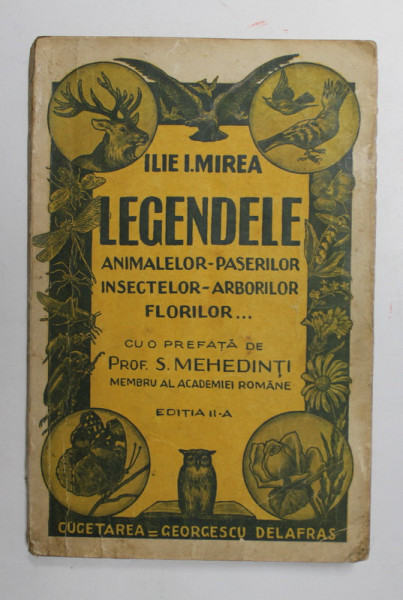 ILIE I.MIREA
LEGENDELE
ANIMALELOR-PASERILOR
INSECTELOR-ARBORILOR
FLORILOR...
CU O PREFAȚĂ DE
PROF. S. MEHEDINȚI
MEMBRU AL ACADEMIEI ROMÂNE
EDITIA II-A
CUGETAREA = GEORGESCU DELAFRAS